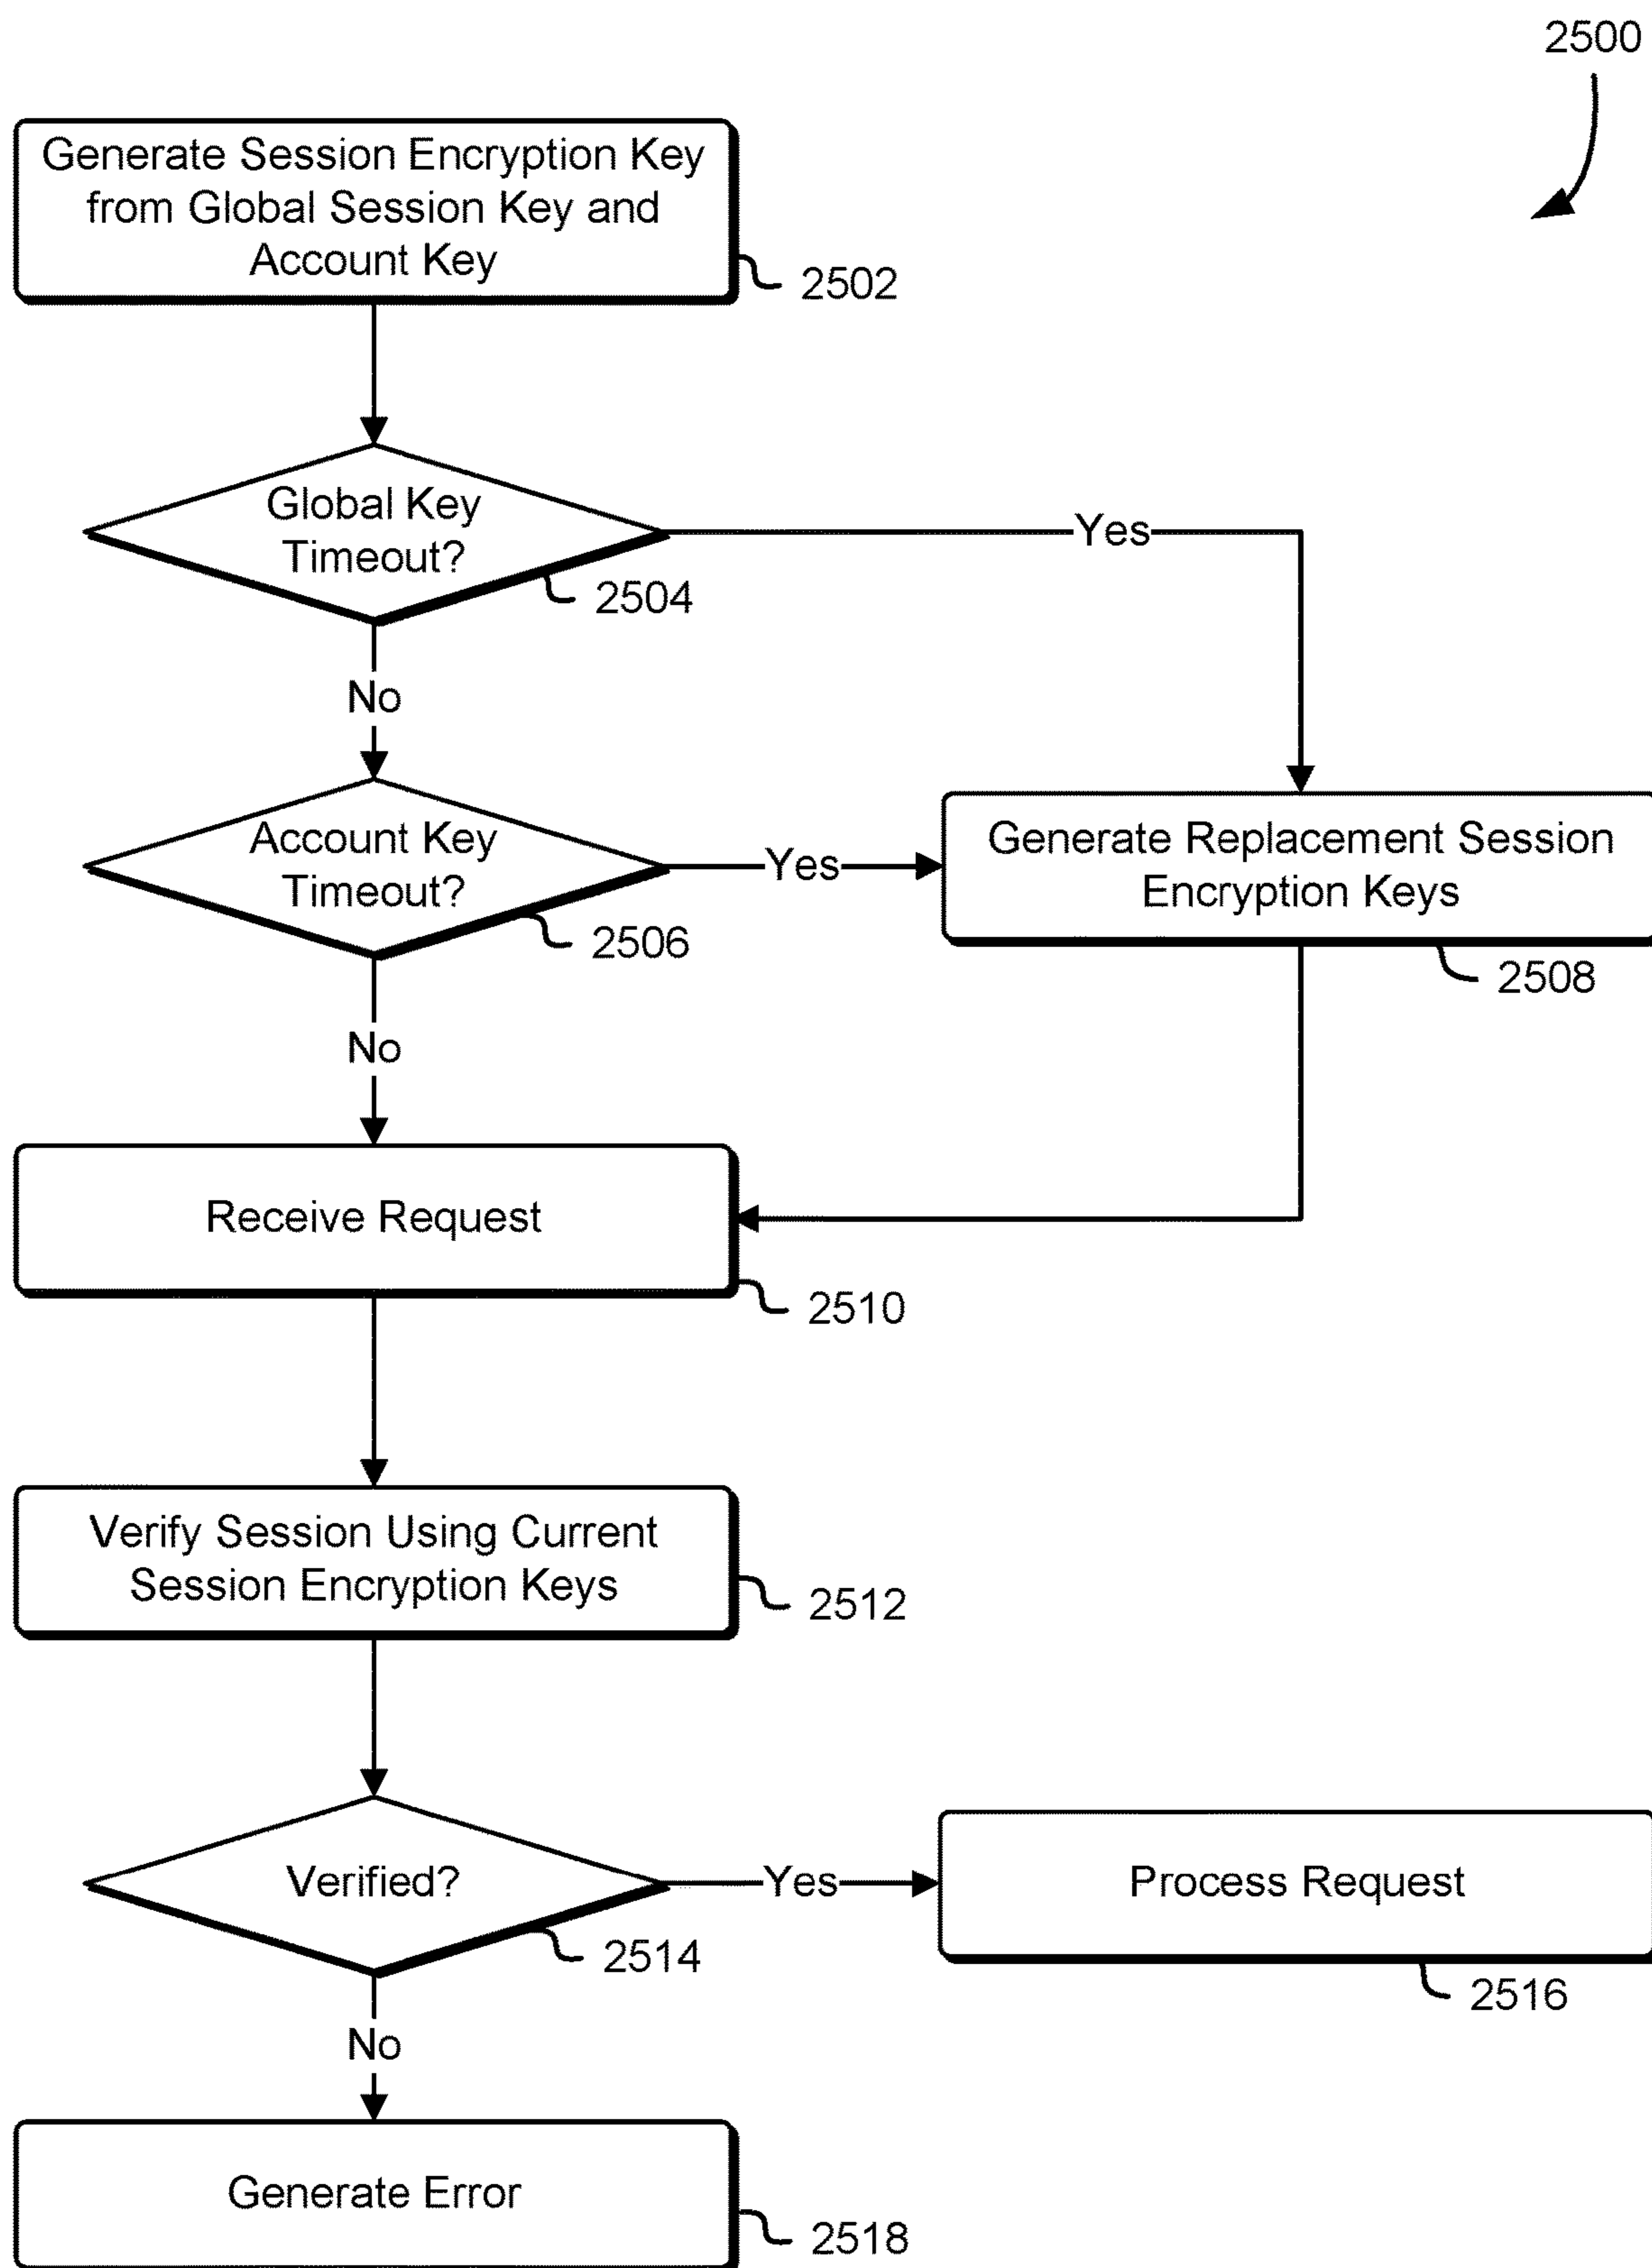 2500
Generate Session Encryption Key
from Global Session Key and
Account Key
2502
Global Key
Timeout?
2504
Yes
No
Account Key
Timeout?
2506
Yes
Generate Replacement Session
Encryption Keys
2508
No
Receive Request
2510
Verify Session Using Current
Session Encryption Keys
2512
Verified?
2514
Yes
Process Request
2516
No
Generate Error
2518